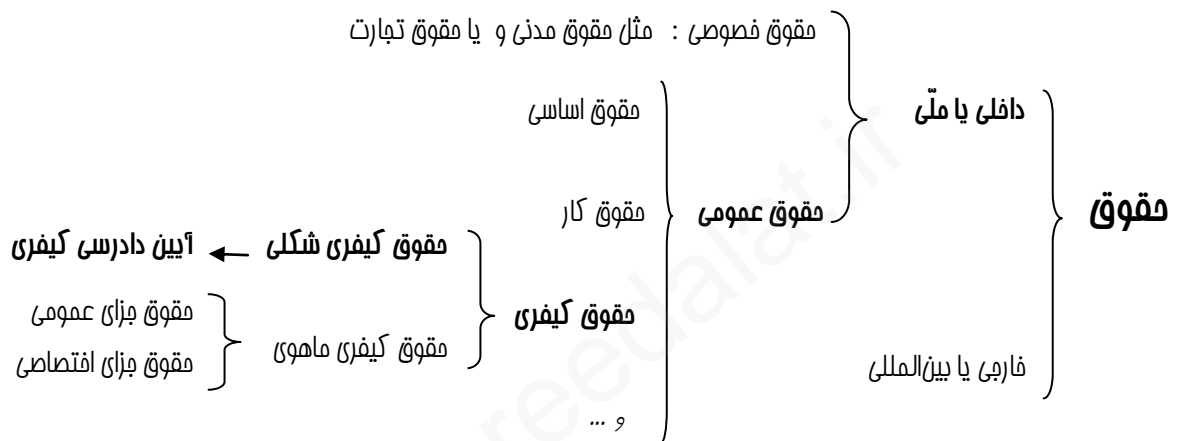 حقوق
داخلی یا ملّی
حقوق خصوصی : مثل حقوق مدنی و یا حقوق تجارت
حقوق عمومی
حقوق اساسی
حقوق کار
حقوق کیفری
حقوق کیفری شکلی
آیین دادرسی کیفری
حقوق کیفری ماهوی
حقوق جزای عمومی
حقوق جزای اختصاصی
و ...
خارجی یا بین‌المللی
reedalat.ir